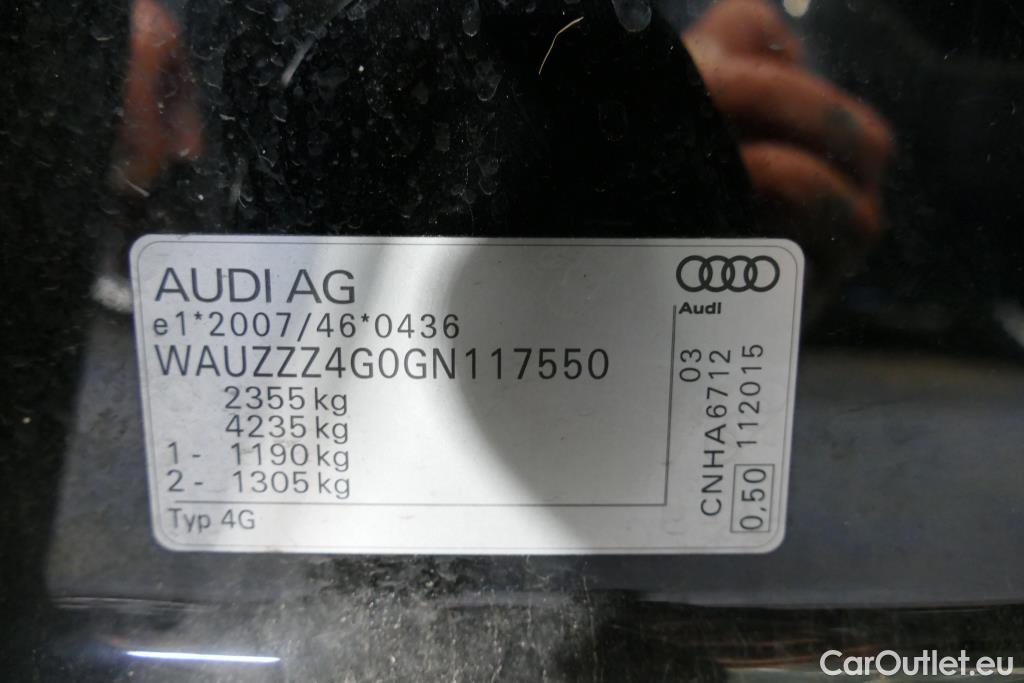 AUDI AG
e1*2007/46*0436
WAUZZZ4G0GN117550
2355 kg
4235 kg
1 - 1190 kg
2 - 1305 kg
Typ 4G
Audi
03
CNHA6712
0,50 112015
CarOutlet.eu